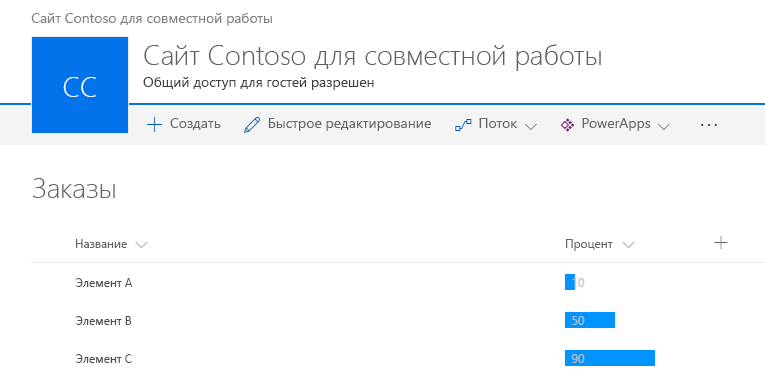 Сайт Contoso для совместной работы
СС
Сайт Contoso для совместной работы
Общий доступ для гостей разрешен
Создать Быстрое редактирование Поток PowerApps ...
Заказы
Название Процент
Элемент A 10
Элемент B 50
Элемент C 90